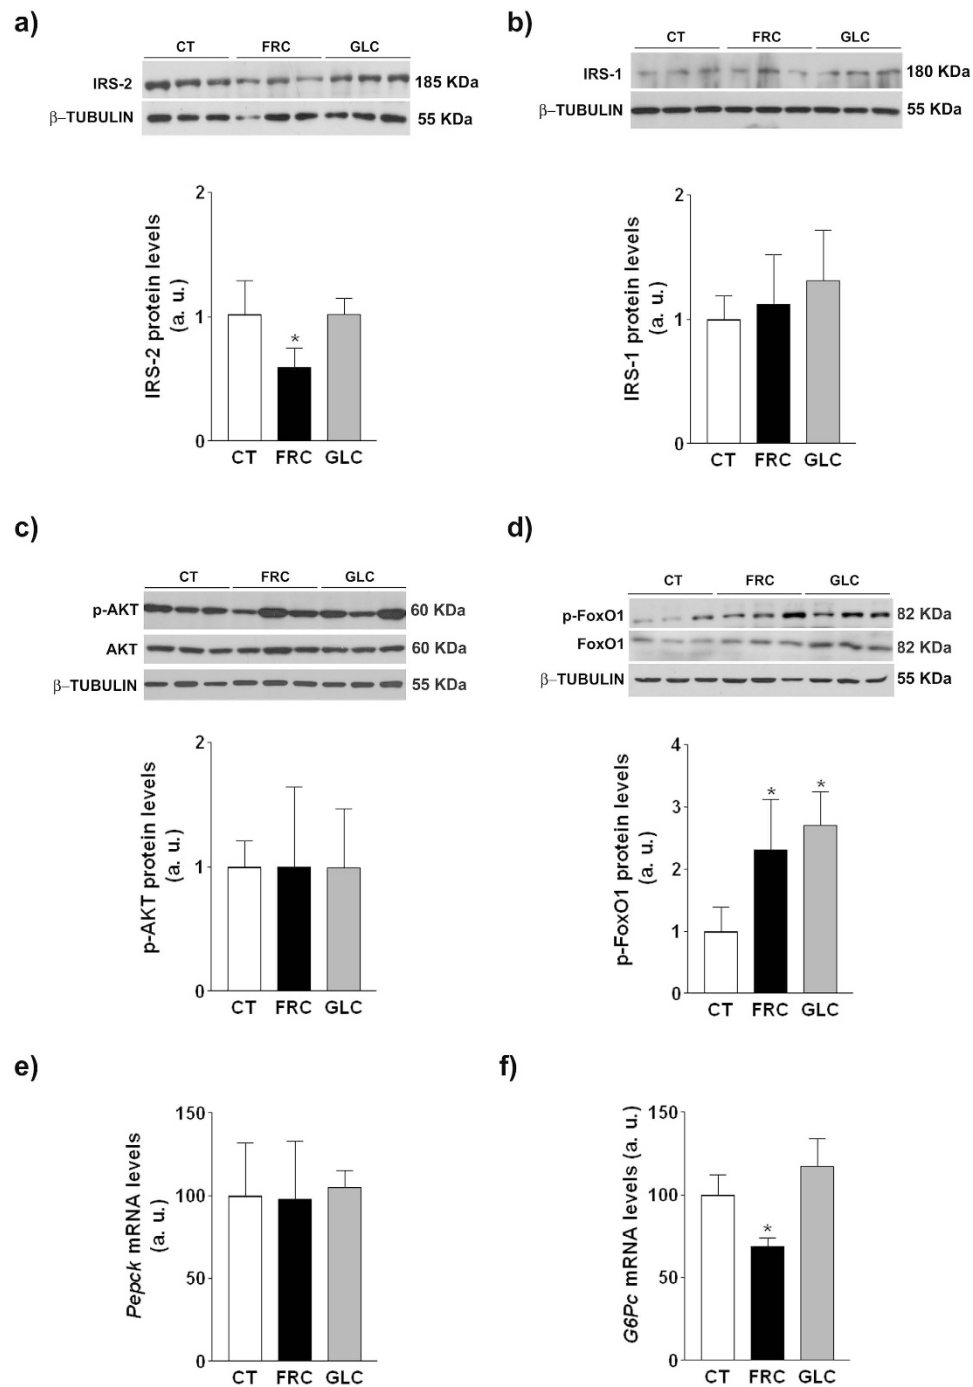 a)
CT FRC GLC
IRS-2 185 KDa
β–TUBULIN 55 KDa
2
1
0
IRS-2 protein levels
(a. u.)
*
CT FRC GLC
b)
CT FRC GLC
IRS-1 180 KDa
β–TUBULIN 55 KDa
2
1
0
IRS-1 protein levels
(a. u.)
CT FRC GLC
c)
CT FRC GLC
p-AKT 60 KDa
AKT 60 KDa
β–TUBULIN 55 KDa
2
1
0
p-AKT protein levels
(a. u.)
CT FRC GLC
d)
CT FRC GLC
p-FoxO1 82 KDa
FoxO1 82 KDa
β–TUBULIN 55 KDa
4
3
2
1
0
p-FoxO1 protein levels
(a. u.)
* *
CT FRC GLC
e)
150
100
50
0
Pepck mRNA levels
(a. u.)
CT FRC GLC
f)
150
100
50
0
G6Pc mRNA levels (a. u.)
*
CT FRC GLC